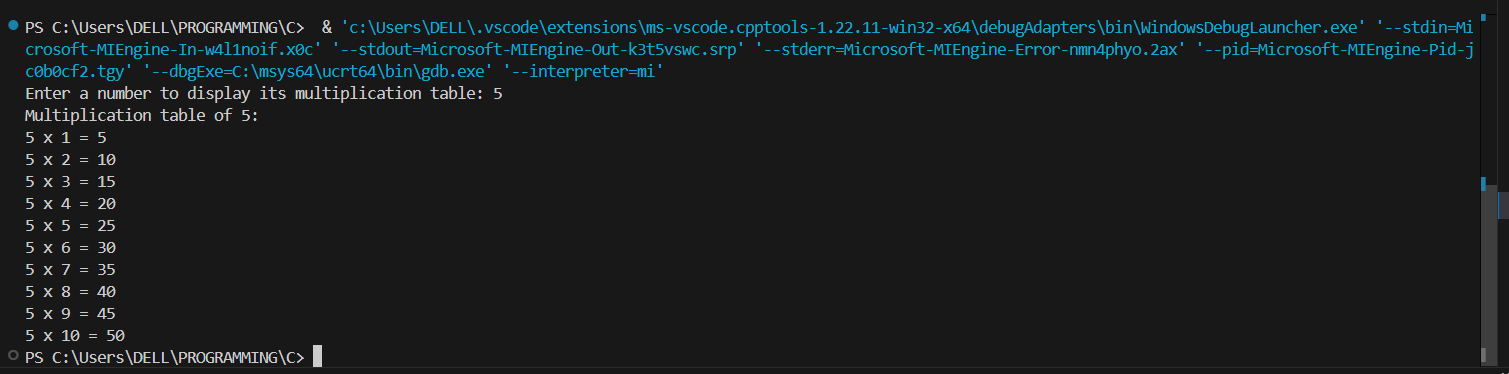 PS C:\Users\DELL\PROGRAMMING\C>  & 'c:\Users\DELL\.vscode\extensions\ms-vscode.cpptools-1.22.11-win32-x64\debugAdapters\bin\WindowsDebugLauncher.exe' '--stdin=Mi
crosoft-MIEngine-In-w4l1noif.x0c' '--stdout=Microsoft-MIEngine-Out-k3t5vswc.srp' '--stderr=Microsoft-MIEngine-Error-nmn4phyo.2ax' '--pid=Microsoft-MIEngine-Pid-j
c0b0cf2.tgy' '--dbgExe=C:\msys64\ucrt64\bin\gdb.exe' '--interpreter=mi'
Enter a number to display its multiplication table: 5
Multiplication table of 5:
5 x 1 = 5
5 x 2 = 10
5 x 3 = 15
5 x 4 = 20
5 x 5 = 25
5 x 6 = 30
5 x 7 = 35
5 x 8 = 40
5 x 9 = 45
5 x 10 = 50
PS C:\Users\DELL\PROGRAMMING\C>